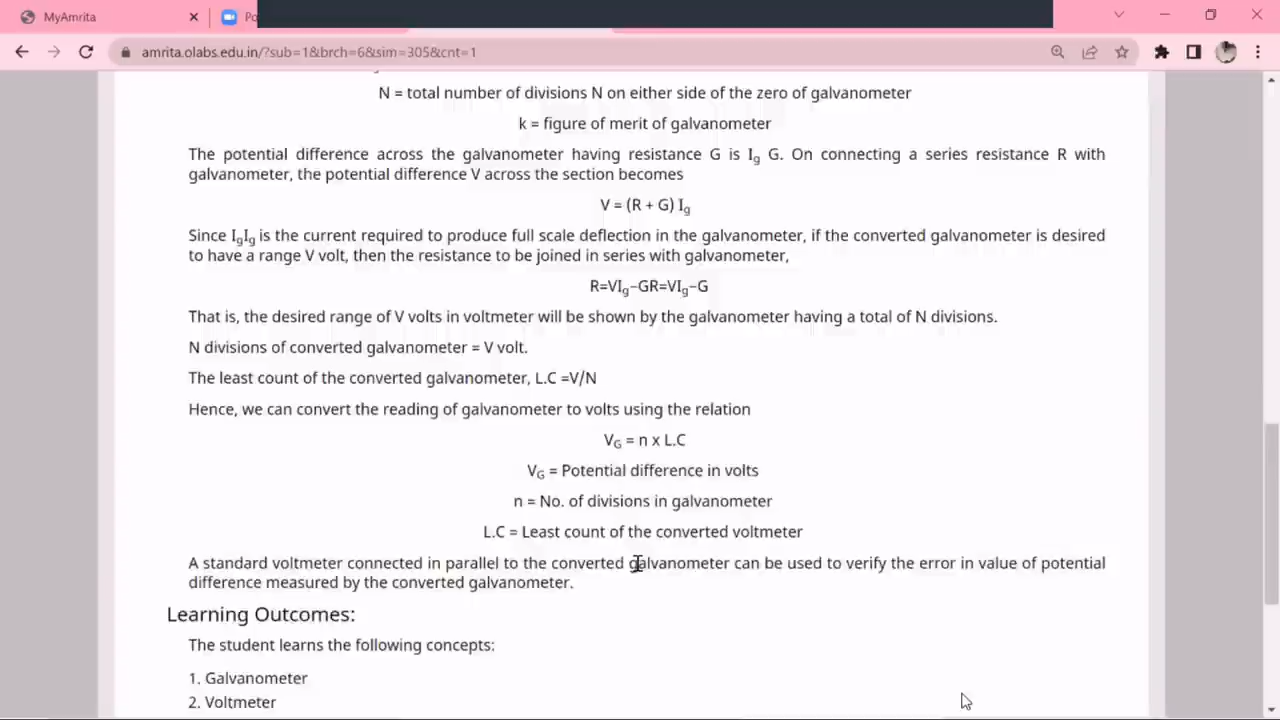 MyAmrita
Po
amrita.olabs.edu.in/?sub=1&brch=6&sim=305&cnt=1
N = total number of divisions N on either side of the zero of galvanometer
k = figure of merit of galvanometer
The potential difference across the galvanometer having resistance G is Ig G. On connecting a series resistance R with
galvanometer, the potential difference V across the section becomes
V = (R + G) Ig
Since IgIg is the current required to produce full scale deflection in the galvanometer, if the converted galvanometer is desired
to have a range V volt, then the resistance to be joined in series with galvanometer,
R=VIg−GR=VIg−G
That is, the desired range of V volts in voltmeter will be shown by the galvanometer having a total of N divisions.
N divisions of converted galvanometer = V volt.
The least count of the converted galvanometer, L.C =V/N
Hence, we can convert the reading of galvanometer to volts using the relation
VG = n x L.C
VG = Potential difference in volts
n = No. of divisions in galvanometer
L.C = Least count of the converted voltmeter
A standard voltmeter connected in parallel to the converted galvanometer can be used to verify the error in value of potential
difference measured by the converted galvanometer.
Learning Outcomes:
The student learns the following concepts:
1. Galvanometer
2. Voltmeter